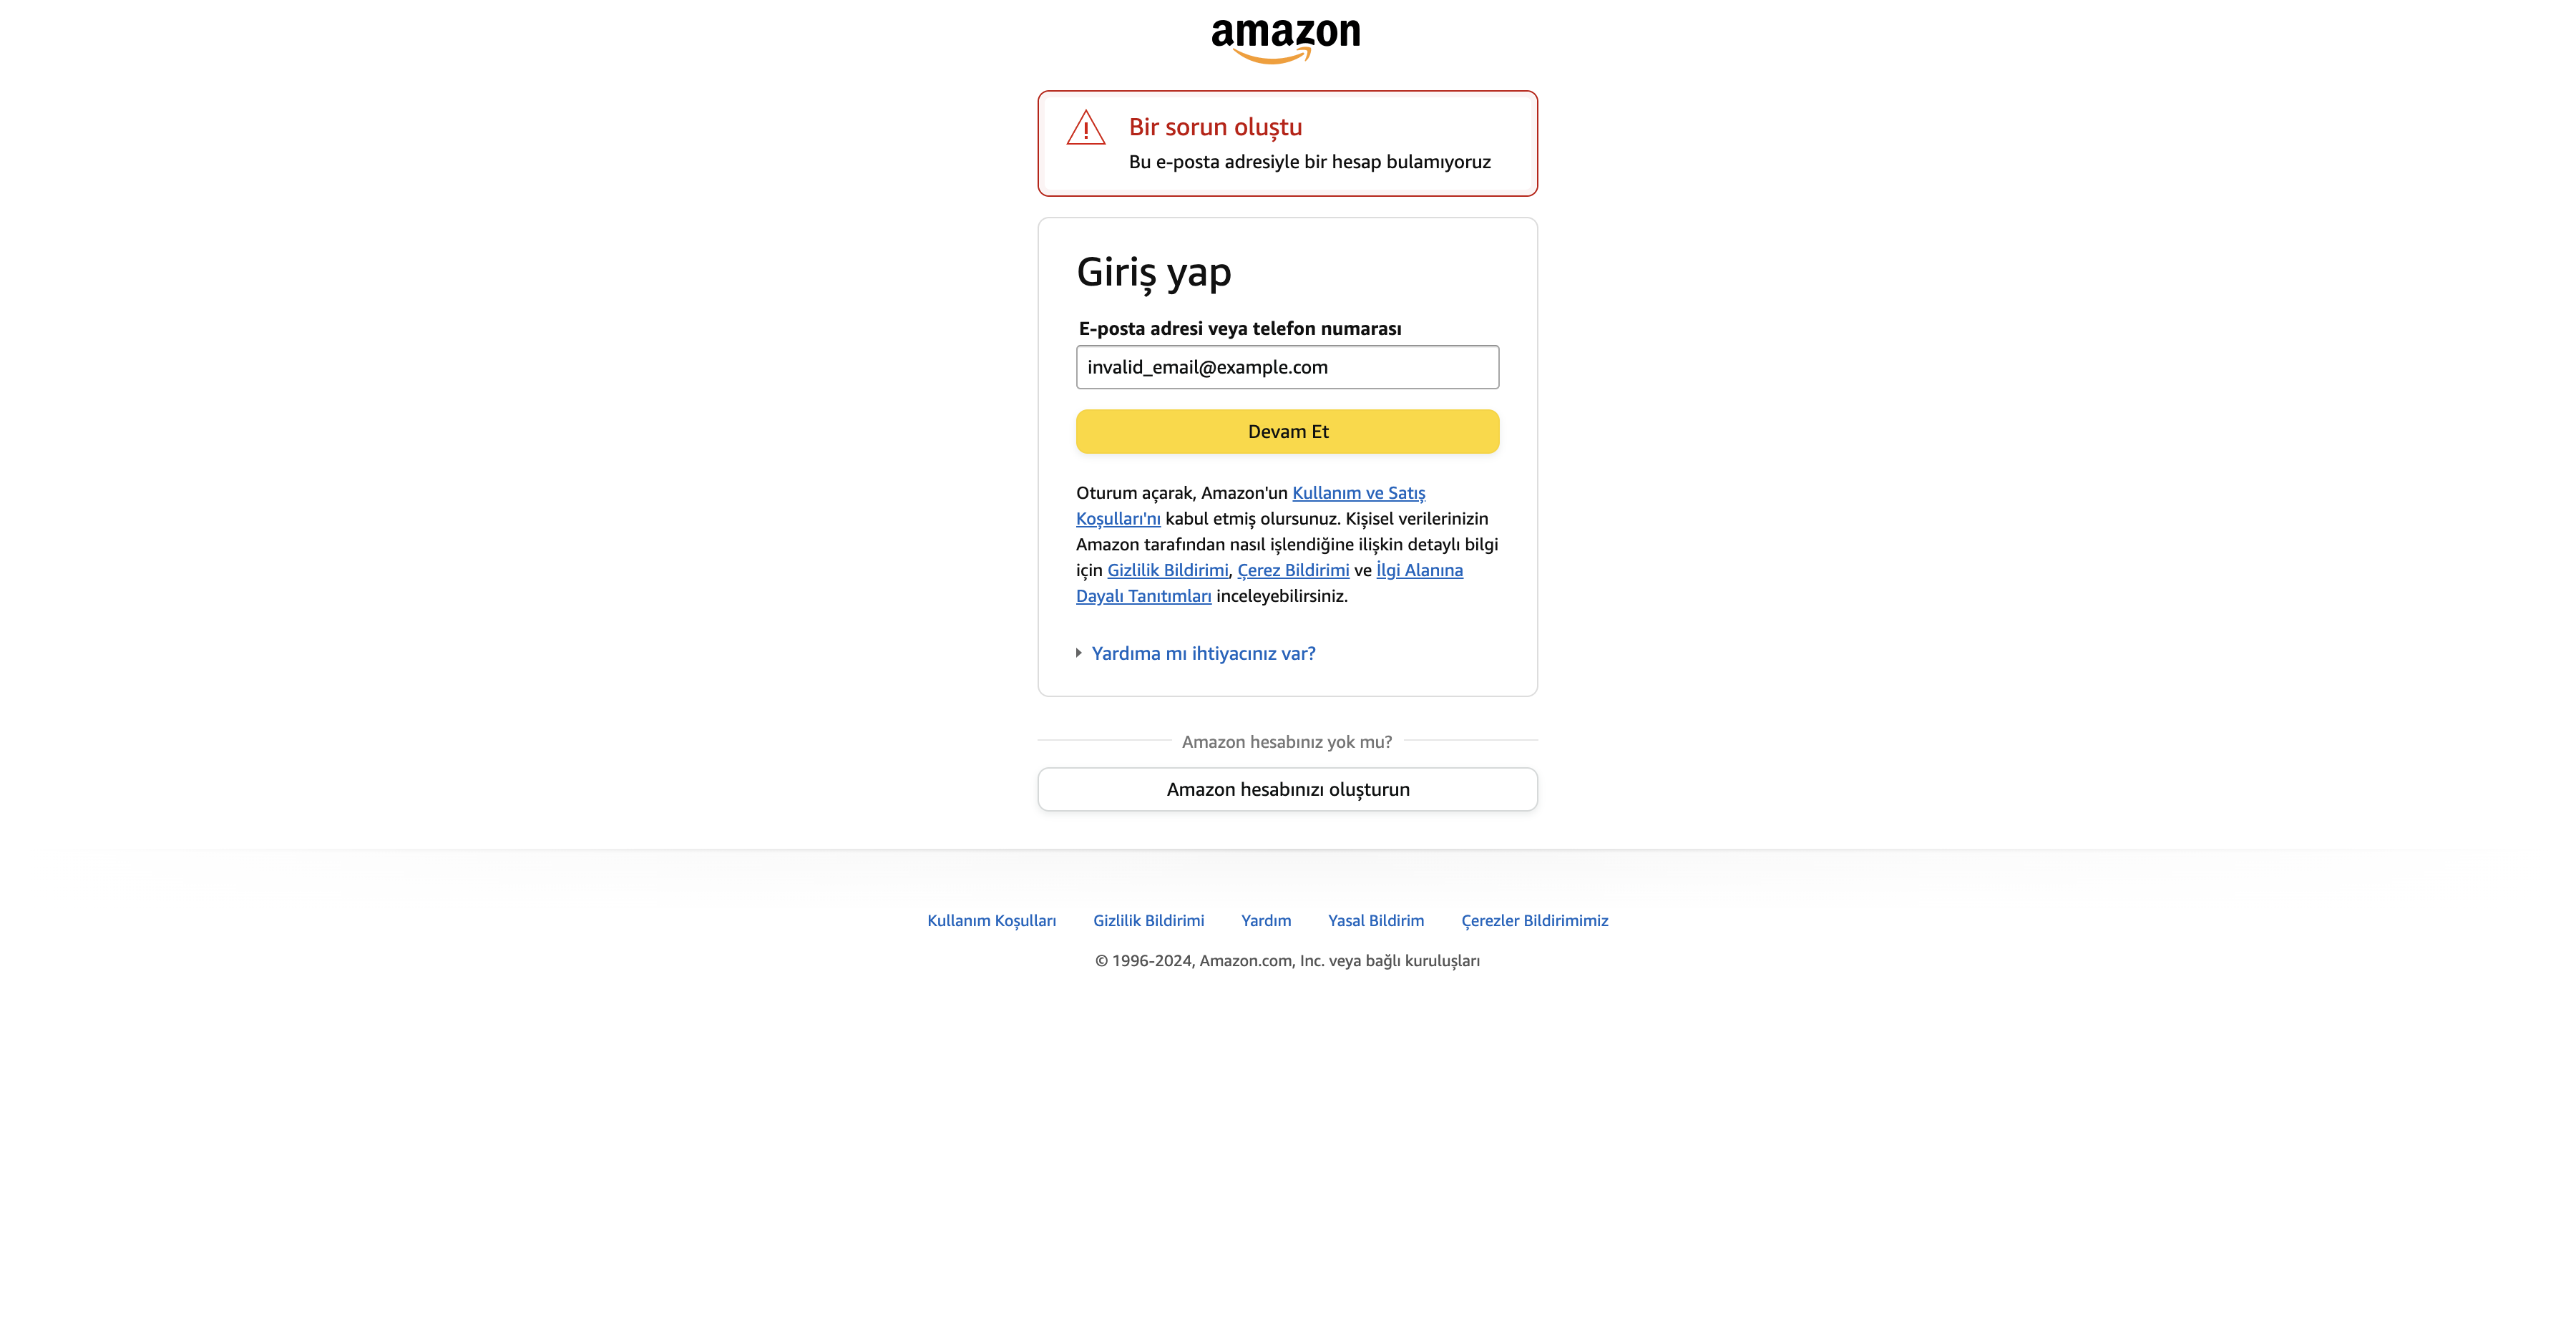 amazon
Bir sorun oluştu
Bu e-posta adresiyle bir hesap bulamıyoruz
Giriş yap
E-posta adresi veya telefon numarası
invalid_email@example.com
Devam Et
Oturum açarak, Amazon'un Kullanım ve Satış
Koşulları'nı kabul etmiş olursunuz. Kişisel verilerinizin
Amazon tarafından nasıl işlendiğine ilişkin detaylı bilgi
için Gizlilik Bildirimi, Çerez Bildirimi ve İlgi Alanına
Dayalı Tanıtımları inceleyebilirsiniz.
Yardıma mı ihtiyacınız var?
Amazon hesabınız yok mu?
Amazon hesabınızı oluşturun
Kullanım Koşulları Gizlilik Bildirimi Yardım Yasal Bildirim Çerezler Bildirimimiz
© 1996-2024, Amazon.com, Inc. veya bağlı kuruluşları